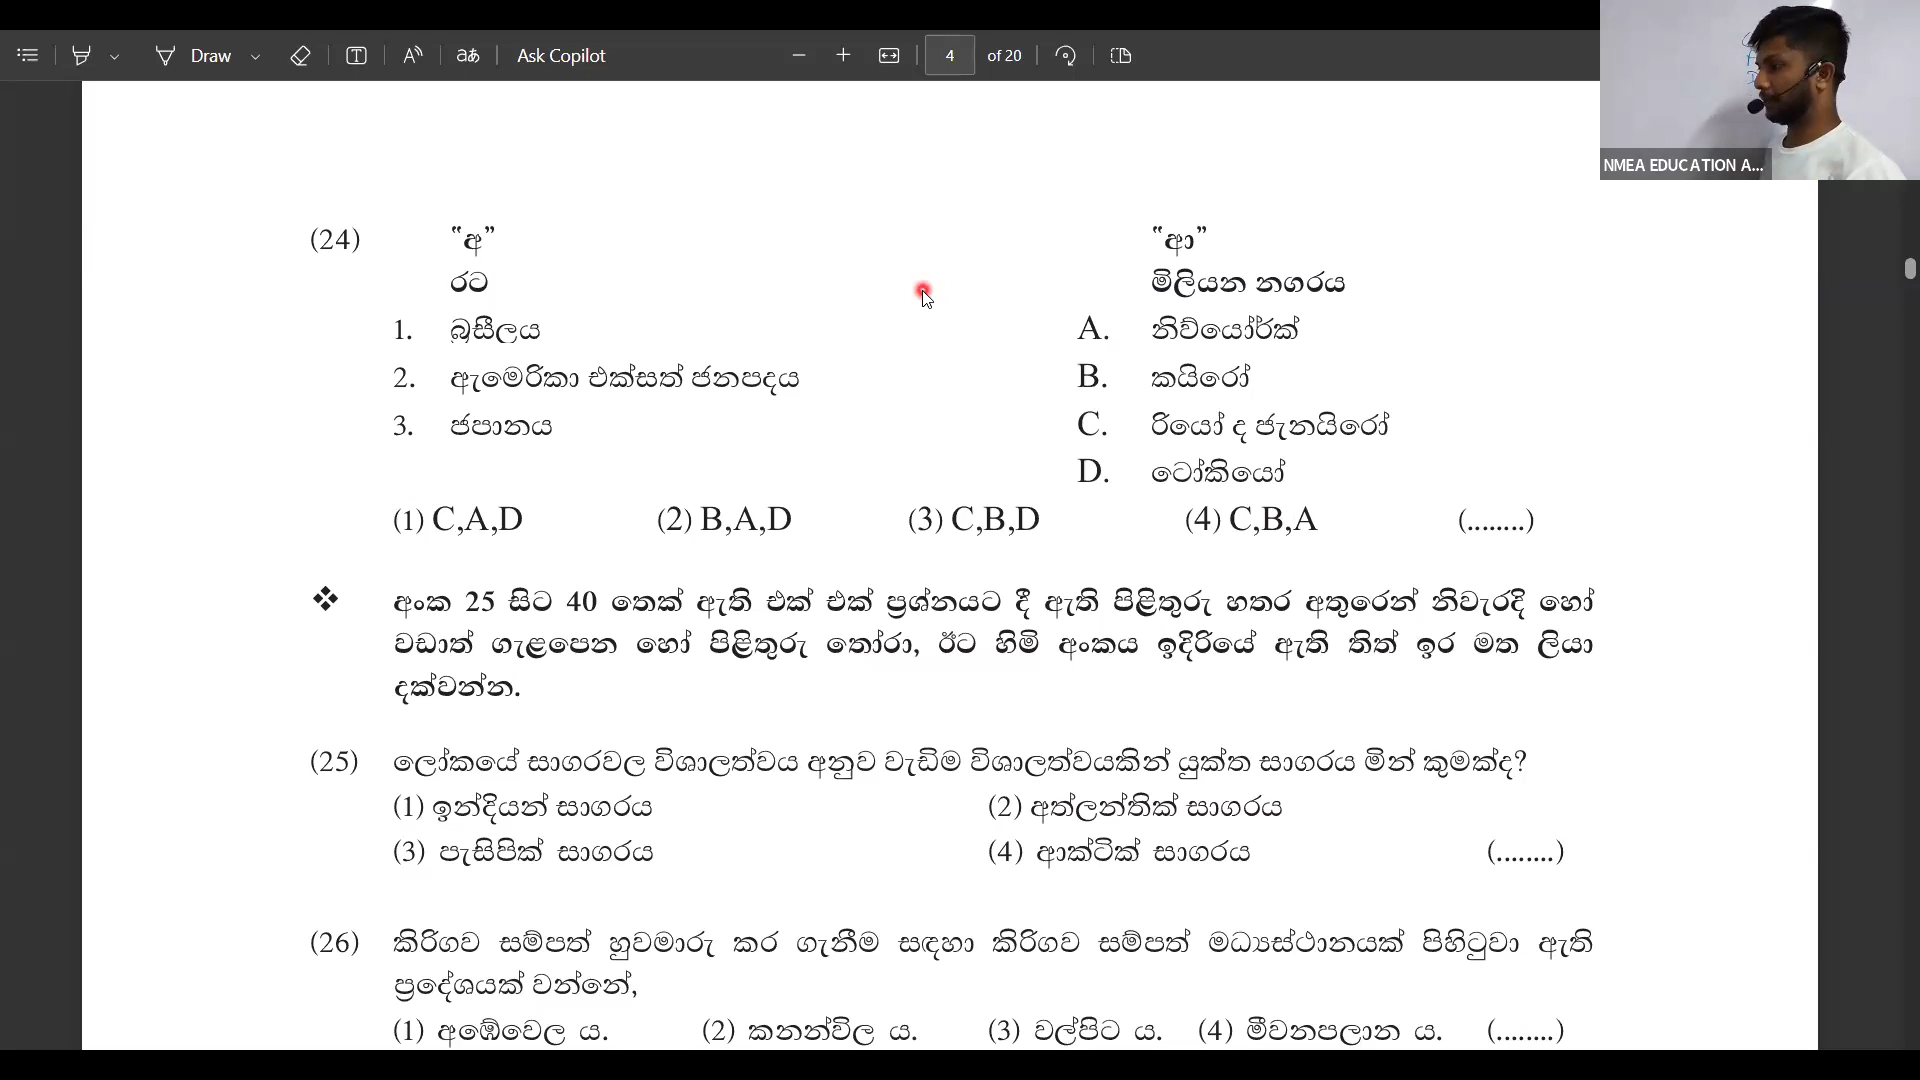 Draw
Ask Copilot
4 of 20
NMEA EDUCATION A...
(24) “අ” “ආ”
රට මිලියන නගරය
1. බ්‍රසීලය A. නිව්යෝර්ක්
2. ඇමෙරිකා එක්සත් ජනපදය B. කයිරෝ
3. ජපානය C. රියෝ ද ජැනයිරෝ
D. ටෝකියෝ
(1) C,A,D (2) B,A,D (3) C,B,D (4) C,B,A (........)
❖ අංක 25 සිට 40 තෙක් ඇති එක් එක් ප්‍රශ්නයට දී ඇති පිළිතුරු හතර අතුරෙන් නිවැරදි හෝ
වඩාත් ගැළපෙන හෝ පිළිතුරු තෝරා, ඊට හිමි අංකය ඉදිරියේ ඇති තිත් ඉර මත ලියා
දක්වන්න.
(25) ලෝකයේ සාගරවල විශාලත්වය අනුව වැඩිම විශාලත්වයකින් යුක්ත සාගරය මින් කුමක්ද?
(1) ඉන්දියන් සාගරය (2) අත්ලන්තික් සාගරය
(3) පැසිපික් සාගරය (4) ආක්ටික් සාගරය (........)
(26) කිරිගව සම්පත් හුවමාරු කර ගැනීම සඳහා කිරිගව සම්පත් මධ්‍යස්ථානයක් පිහිටුවා ඇති
ප්‍රදේශයක් වන්නේ,
(1) අඹේවෙල ය. (2) කනන්විල ය. (3) වල්පිට ය. (4) මීවනපලාන ය. (........)